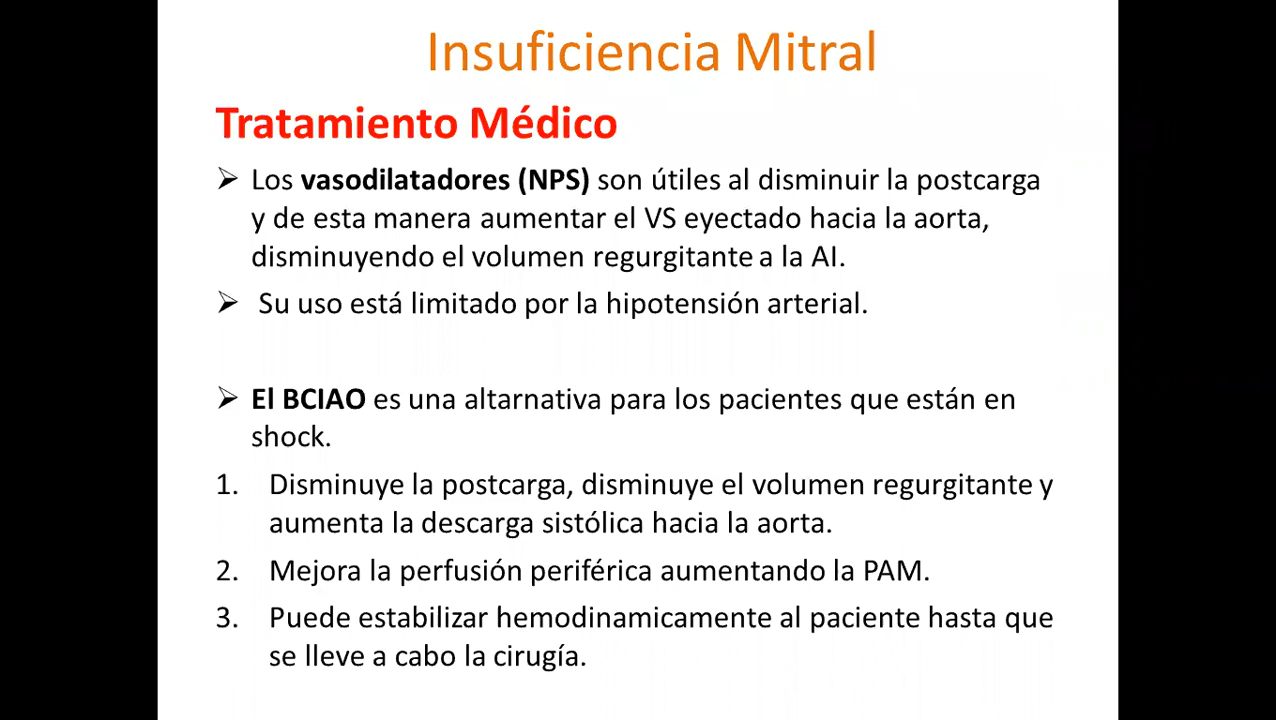 Insuficiencia Mitral
Tratamiento Médico
➢ Los vasodilatadores (NPS) son útiles al disminuir la postcarga
y de esta manera aumentar el VS eyectado hacia la aorta,
disminuyendo el volumen regurgitante a la AI.
➢ Su uso está limitado por la hipotensión arterial.
➢ El BCIAO es una altarnativa para los pacientes que están en
shock.
1. Disminuye la postcarga, disminuye el volumen regurgitante y
aumenta la descarga sistólica hacia la aorta.
2. Mejora la perfusión periférica aumentando la PAM.
3. Puede estabilizar hemodinamicamente al paciente hasta que
se lleve a cabo la cirugía.